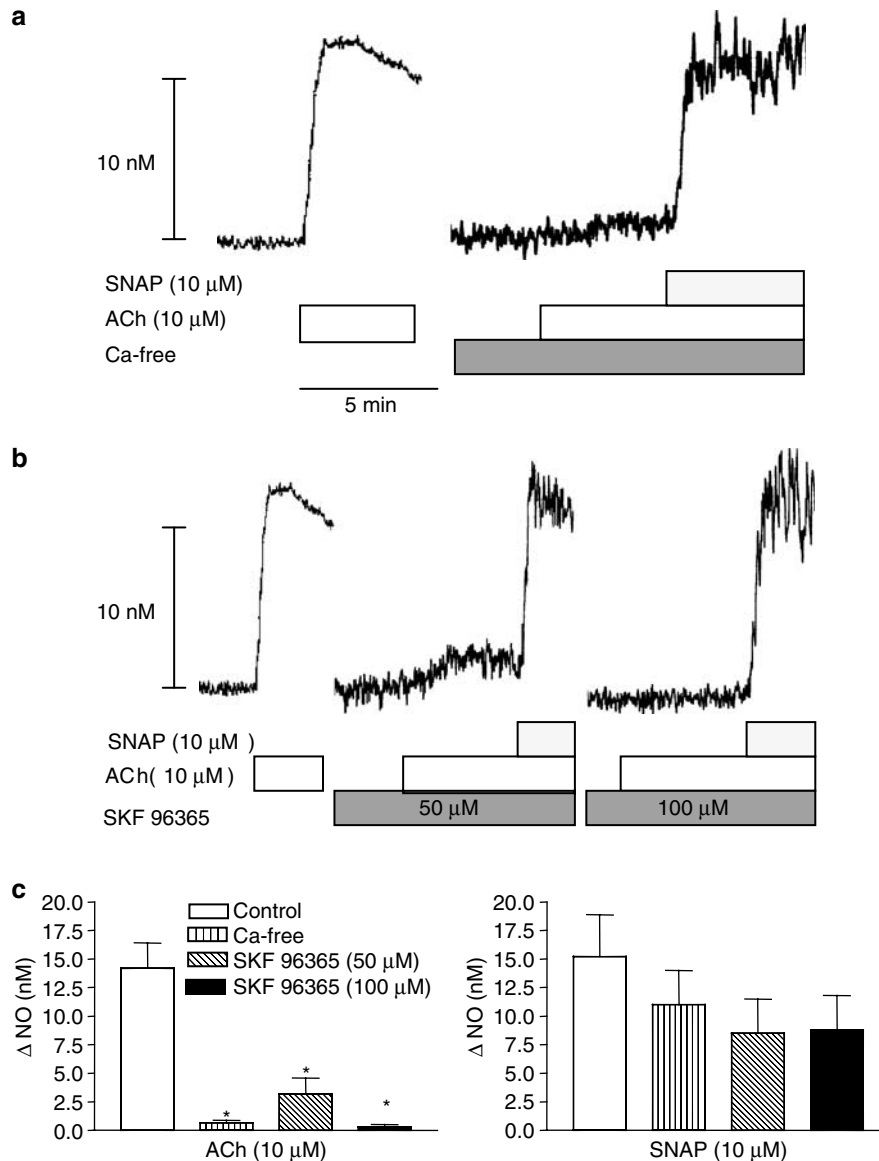 a
10 nM
SNAP (10 μM)
ACh (10 μM)
Ca-free
5 min
b
10 nM
SNAP (10 μM )
ACh( 10 μM)
SKF 96365
50 μM
100 μM
c
20.0
17.5
15.0
12.5
10.0
7.5
5.0
2.5
0.0
Δ NO (nM)
Control
Ca-free
SKF 96365 (50 μM)
SKF 96365 (100 μM)
*
*
*
ACh (10 μM)
20.0
17.5
15.0
12.5
10.0
7.5
5.0
2.5
0.0
Δ NO (nM)
SNAP (10 μM)